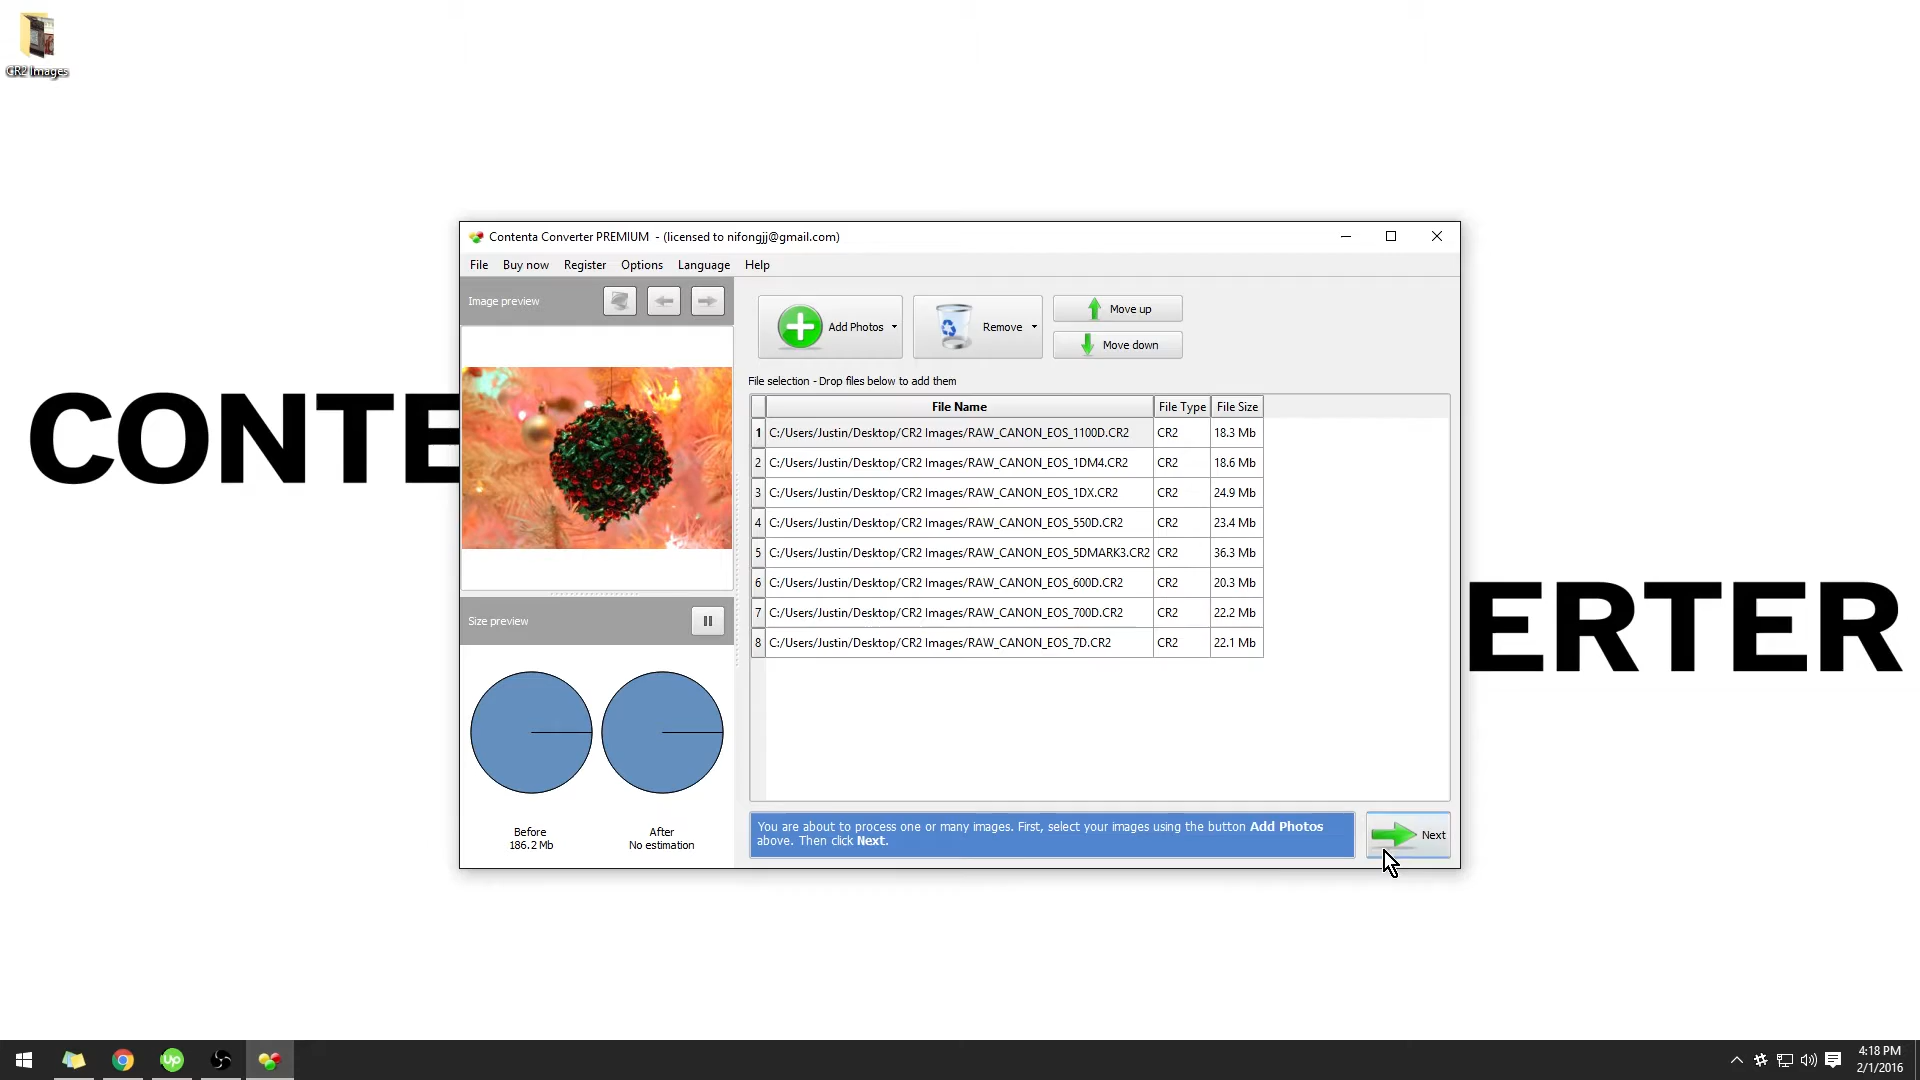 CR2 Images
CONTE
ERTER
Contenta Converter PREMIUM - (licensed to nifongjj@gmail.com)
File Buy now Register Options Language Help
Image preview
Add Photos
Remove
Move up
Move down
File selection - Drop files below to add them
File Name File Type File Size
1 C:/Users/Justin/Desktop/CR2 Images/RAW_CANON_EOS_1100D.CR2 CR2 18.3 Mb
2 C:/Users/Justin/Desktop/CR2 Images/RAW_CANON_EOS_1DM4.CR2 CR2 18.6 Mb
3 C:/Users/Justin/Desktop/CR2 Images/RAW_CANON_EOS_1DX.CR2 CR2 24.9 Mb
4 C:/Users/Justin/Desktop/CR2 Images/RAW_CANON_EOS_550D.CR2 CR2 23.4 Mb
5 C:/Users/Justin/Desktop/CR2 Images/RAW_CANON_EOS_5DMARK3.CR2 CR2 36.3 Mb
6 C:/Users/Justin/Desktop/CR2 Images/RAW_CANON_EOS_600D.CR2 CR2 20.3 Mb
7 C:/Users/Justin/Desktop/CR2 Images/RAW_CANON_EOS_700D.CR2 CR2 22.2 Mb
8 C:/Users/Justin/Desktop/CR2 Images/RAW_CANON_EOS_7D.CR2 CR2 22.1 Mb
Size preview
Before
186.2 Mb
After
No estimation
You are about to process one or many images. First, select your images using the button Add Photos
above. Then click Next.
Next
Up
4:18 PM
2/1/2016